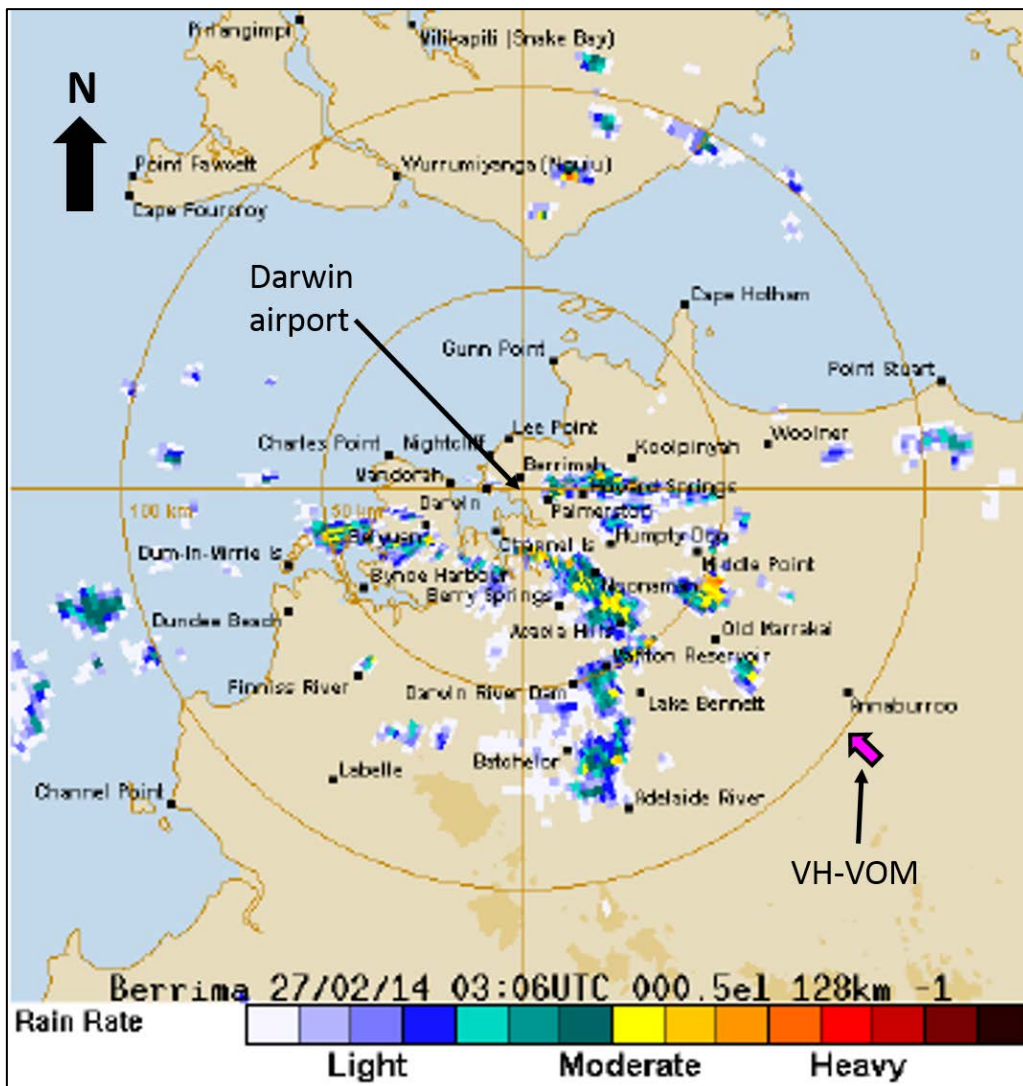 Pirlangimpi
Milikapiti (Snake Bay)
N
Point Fawcett
Wurrumiyanga (Nguiu)
Cape Fourcroy
Darwin
airport
Cape Hotham
Gunn Point
Point Stuart
Lee Point
Charles Point
Nightcliff
Woolner
Koolpinyah
Berrimah
Mandorah
Howard Springs
100 km
50 km
Darwin
Palmerston
Belyuen
Channel Is
Humpty Doo
Dum-In-Mirrie Is
Middle Point
Bynoe Harbour
Noonamah
Berry Springs
Dundee Beach
Acacia Hills
Old Marrakai
Manton Reservoir
Finniss River
Darwin River Dam
Lake Bennett
Annaburroo
Batchelor
Labelle
Channel Point
Adelaide River
VH-VOM
Berrima 27/02/14 03:06UTC 000.5el 128km -1
Rain Rate
Light Moderate Heavy